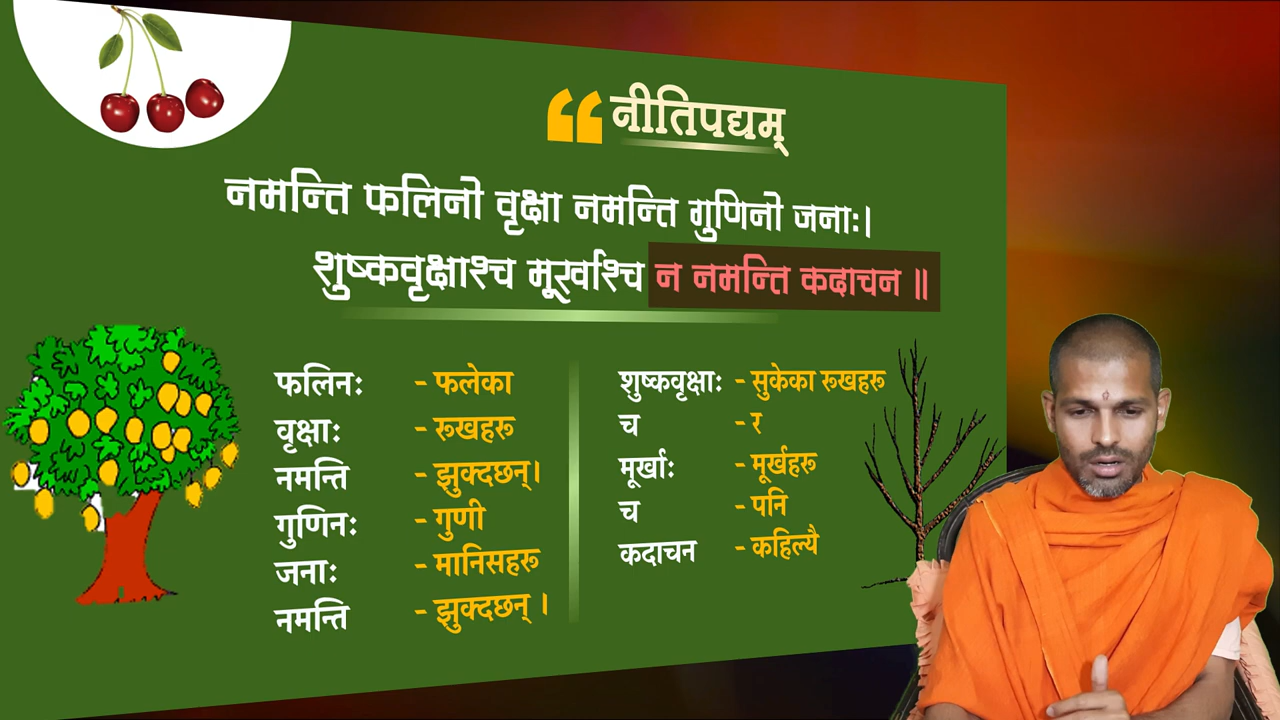 “ नीतिपद्यम्
नमन्ति फलिनो वृक्षा नमन्ति गुणिनो जनाः।
शुष्कवृक्षाश्च मूर्खाश्च न नमन्ति कदाचन ॥
फलिनः - फलेका
वृक्षाः - रूखहरू
नमन्ति - झुक्दछन्।
गुणिनः - गुणी
जनाः - मानिसहरू
नमन्ति - झुक्दछन् ।
शुष्कवृक्षाः - सुकेका रूखहरू
च - र
मूर्खाः - मूर्खहरू
च - पनि
कदाचन - कहिल्यै